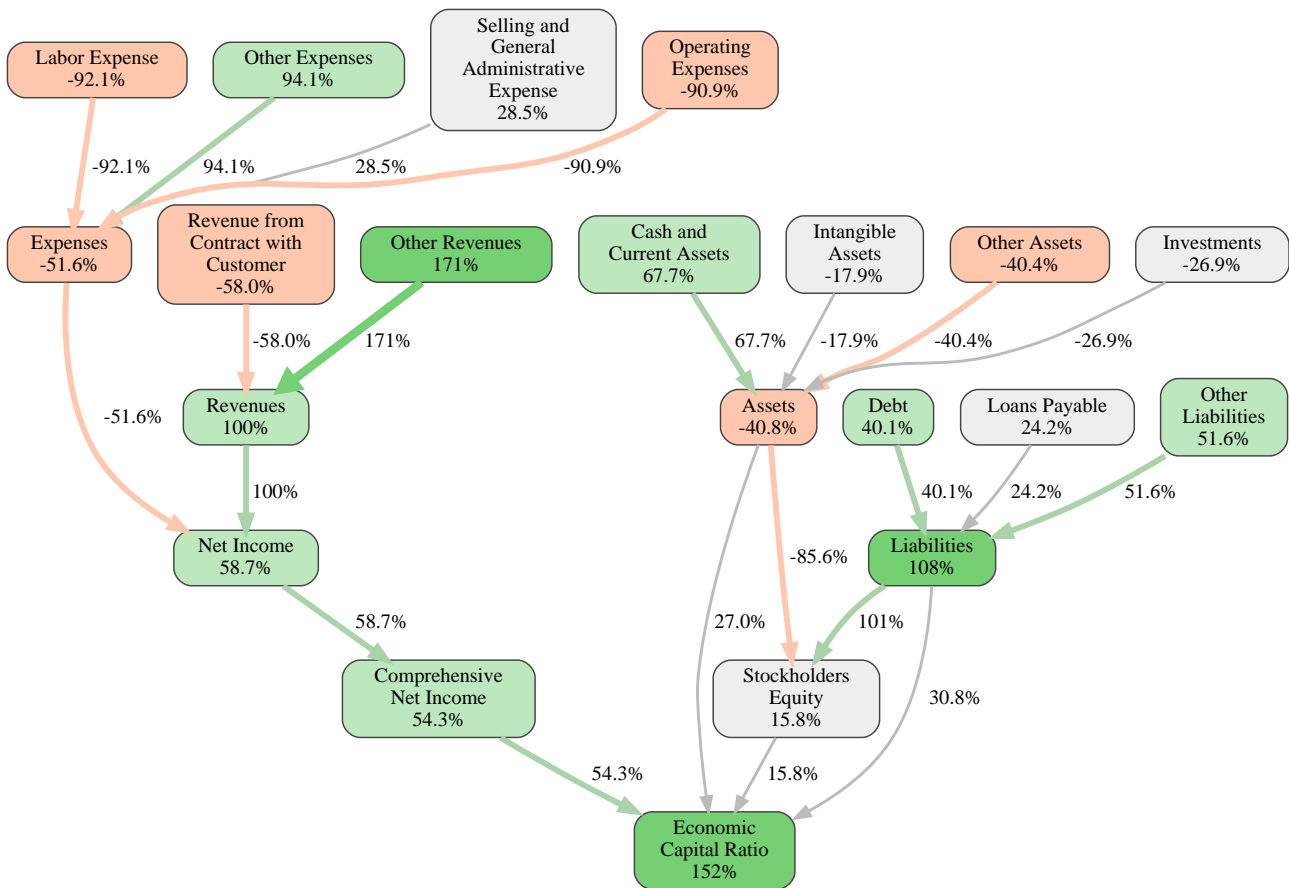 Labor Expense
-92.1%
Other Expenses
94.1%
Selling and
General
Administrative
Expense
28.5%
Operating
Expenses
-90.9%
-92.1%
94.1%
28.5%
-90.9%
Expenses
-51.6%
Revenue from
Contract with
Customer
-58.0%
Other Revenues
171%
Cash and
Current Assets
67.7%
Intangible
Assets
-17.9%
Other Assets
-40.4%
Investments
-26.9%
-58.0%
171%
67.7%
-17.9%
-40.4%
-26.9%
-51.6%
Revenues
100%
Assets
-40.8%
Debt
40.1%
Loans Payable
24.2%
Other
Liabilities
51.6%
100%
40.1%
24.2%
51.6%
Net Income
58.7%
-85.6%
Liabilities
108%
58.7%
27.0%
101%
30.8%
Comprehensive
Net Income
54.3%
Stockholders
Equity
15.8%
54.3%
15.8%
Economic
Capital Ratio
152%